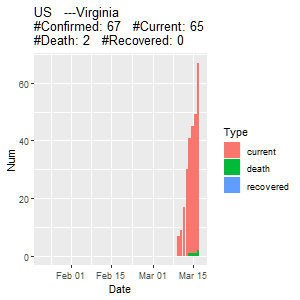 US   ---Virginia
#Confirmed: 67   #Current: 65
#Death: 2   #Recovered: 0
Num
60
40
20
0
Feb 01
Feb 15
Mar 01
Mar 15
Date
Type
current
death
recovered